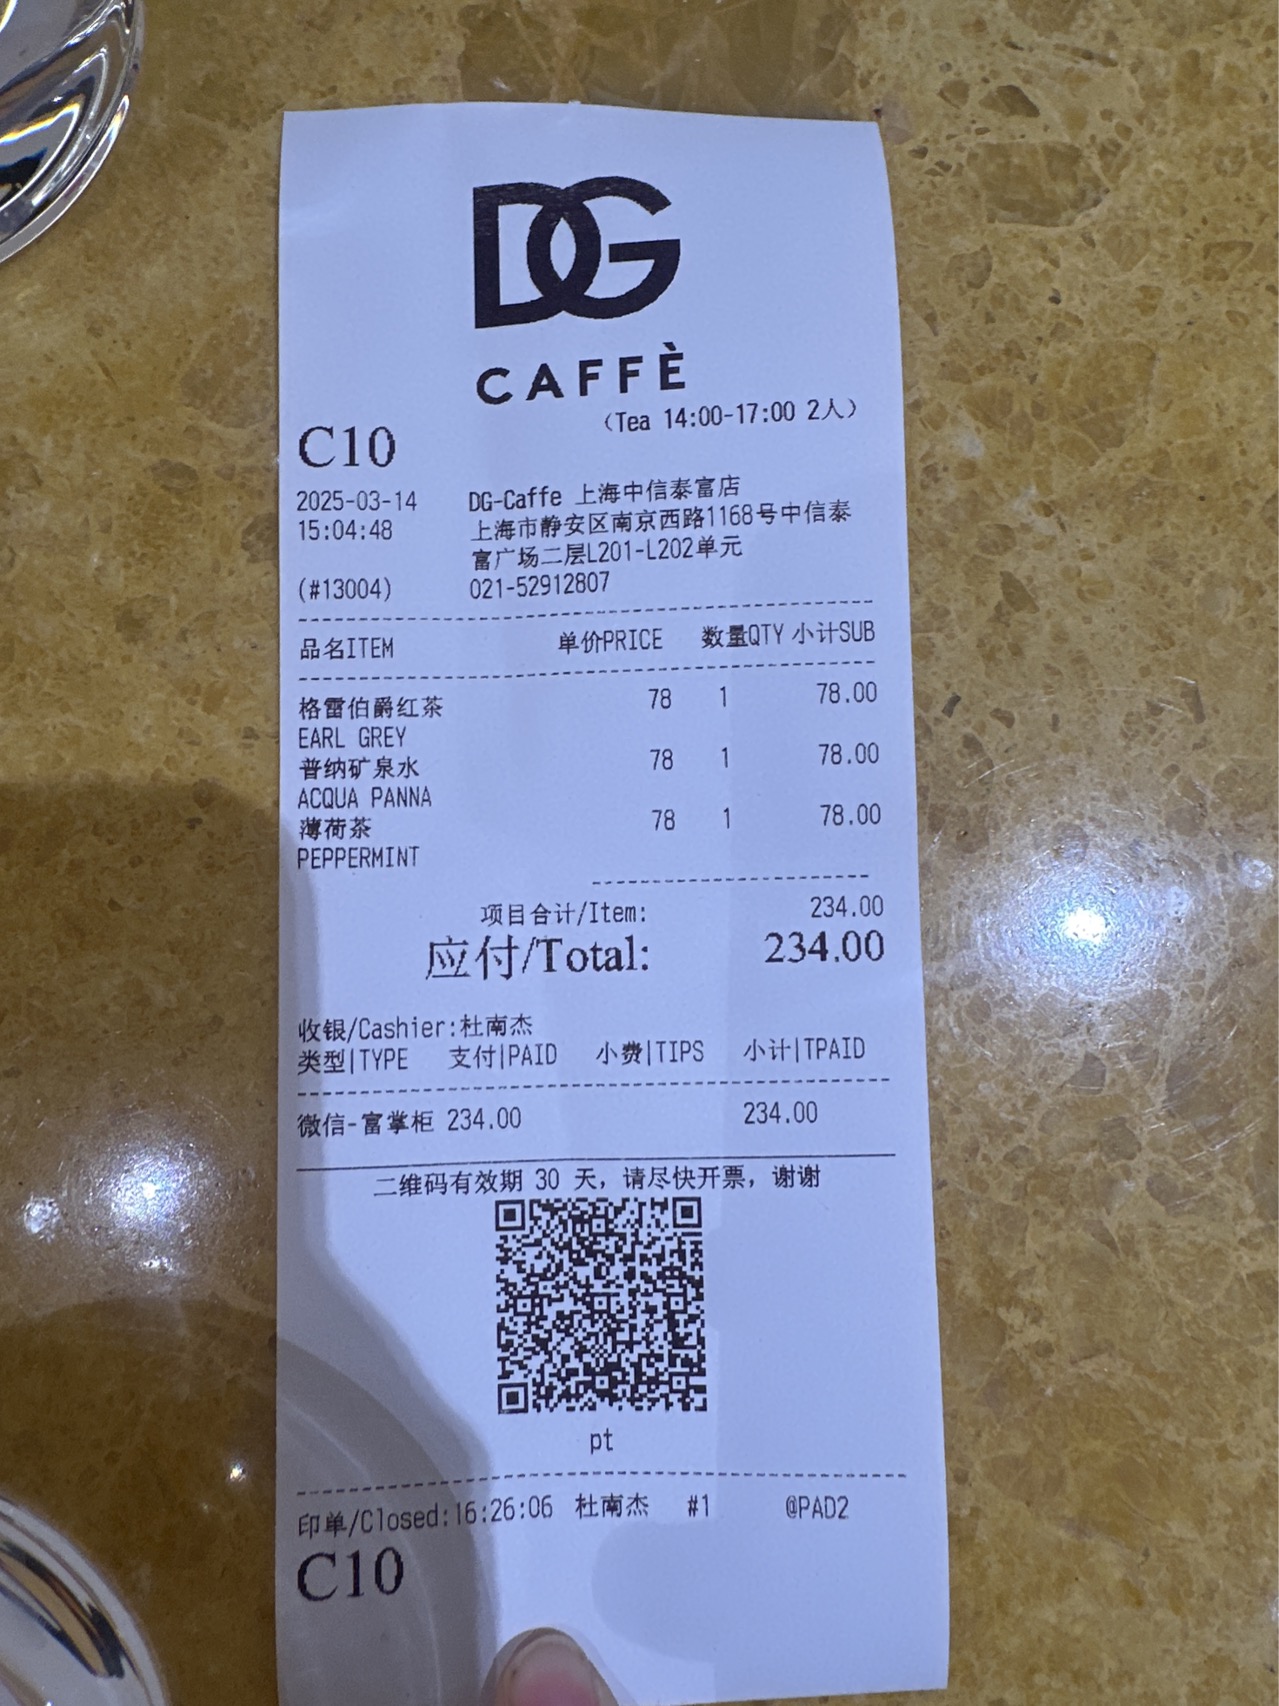 DG
CAFFÈ
(Tea 14:00-17:00 2人)
C10
2025-03-14 DG-Caffe 上海中信泰富店
15:04:48 上海市静安区南京西路1168号中信泰
富广场二层L201-L202单元
(#13004) 021-52912807
品名ITEM 单价PRICE 数量QTY 小计SUB
格雷伯爵红茶 78 1 78.00
EARL GREY
普纳矿泉水 78 1 78.00
ACQUA PANNA
薄荷茶 78 1 78.00
PEPPERMINT
项目合计/Item: 234.00
应付/Total: 234.00
收银/Cashier:杜南杰
类型|TYPE 支付|PAID 小费|TIPS 小计|TPAID
微信-富掌柜 234.00 234.00
二维码有效期 30 天，请尽快开票，谢谢
pt
印单/Closed:16:26:06 杜南杰 #1 @PAD2
C10